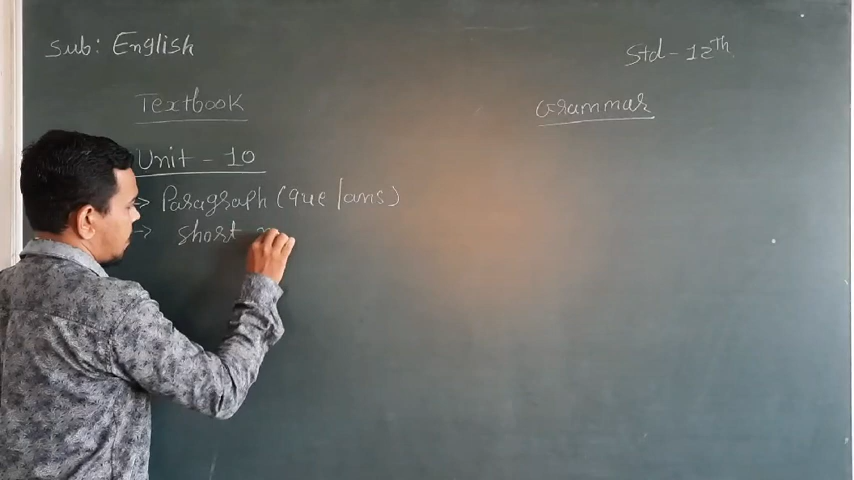 Sub: English
Std - 12th
Textbook
Grammar
Unit - 10
→ Paragraph (que/ans)
→ Short